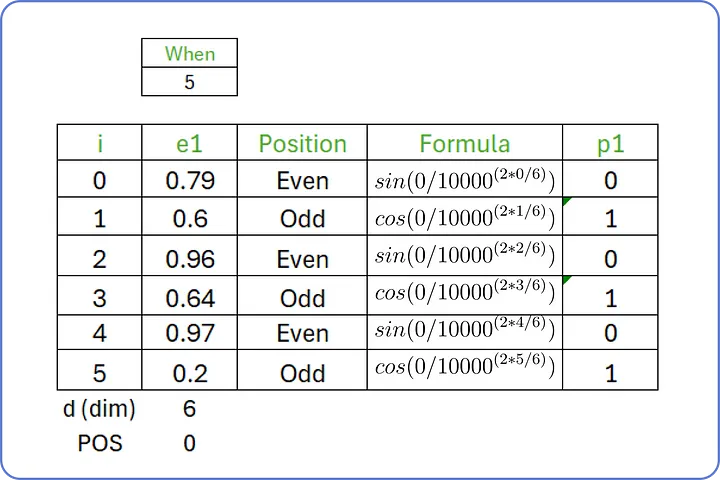 When
5
i e1 Position Formula p1
0 0.79 Even sin(0/10000^(2*0/6)) 0
1 0.6 Odd cos(0/10000^(2*1/6)) 1
2 0.96 Even sin(0/10000^(2*2/6)) 0
3 0.64 Odd cos(0/10000^(2*3/6)) 1
4 0.97 Even sin(0/10000^(2*4/6)) 0
5 0.2 Odd cos(0/10000^(2*5/6)) 1
d (dim) 6
POS 0